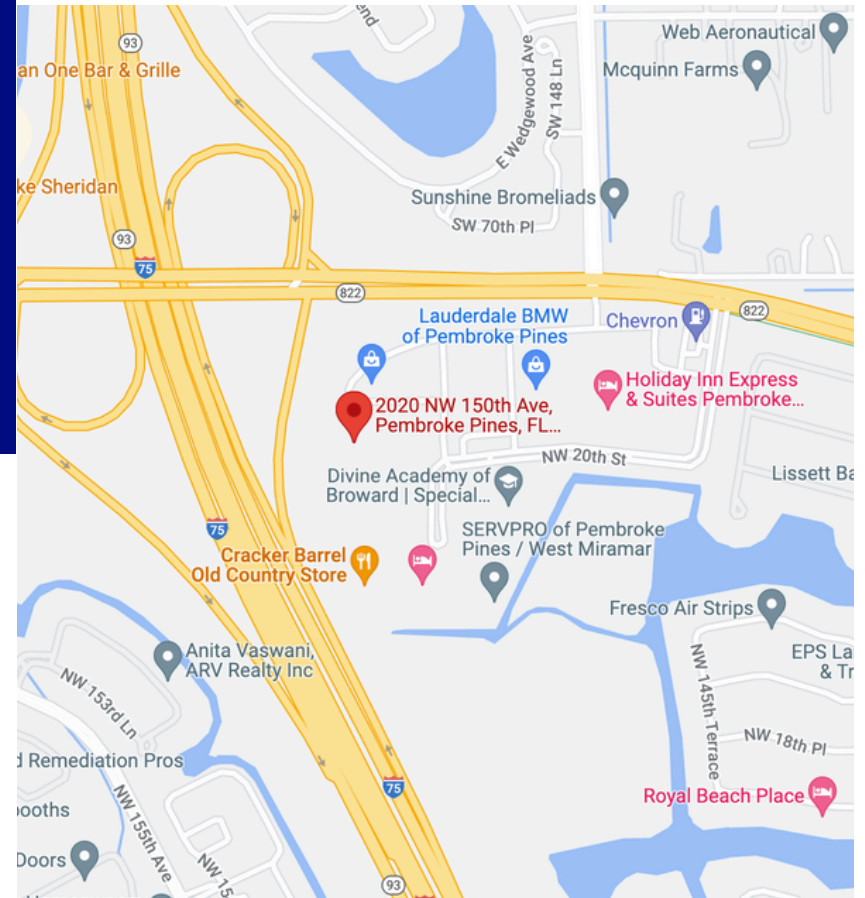 end
93
Web Aeronautical
an One Bar & Grille
Mcquinn Farms
E Wedgewood Ave
SW 148 Ln
ke Sheridan
Sunshine Bromeliads
SW 70th Pl
93
75
822
822
Lauderdale BMW
of Pembroke Pines
Chevron
Holiday Inn Express
& Suites Pembroke...
2020 NW 150th Ave,
Pembroke Pines, FL...
NW 20th St
Divine Academy of
Broward | Special...
Lissett Ba
75
SERVPRO of Pembroke
Pines / West Miramar
Cracker Barrel
Old Country Store
Fresco Air Strips
Anita Vaswani,
ARV Realty Inc
EPS La
& Tr
NW 153rd Ln
NW 145th Terrace
NW 18th Pl
d Remediation Pros
75
Royal Beach Place
ooths
NW 155th Ave
Doors
NW 15
93